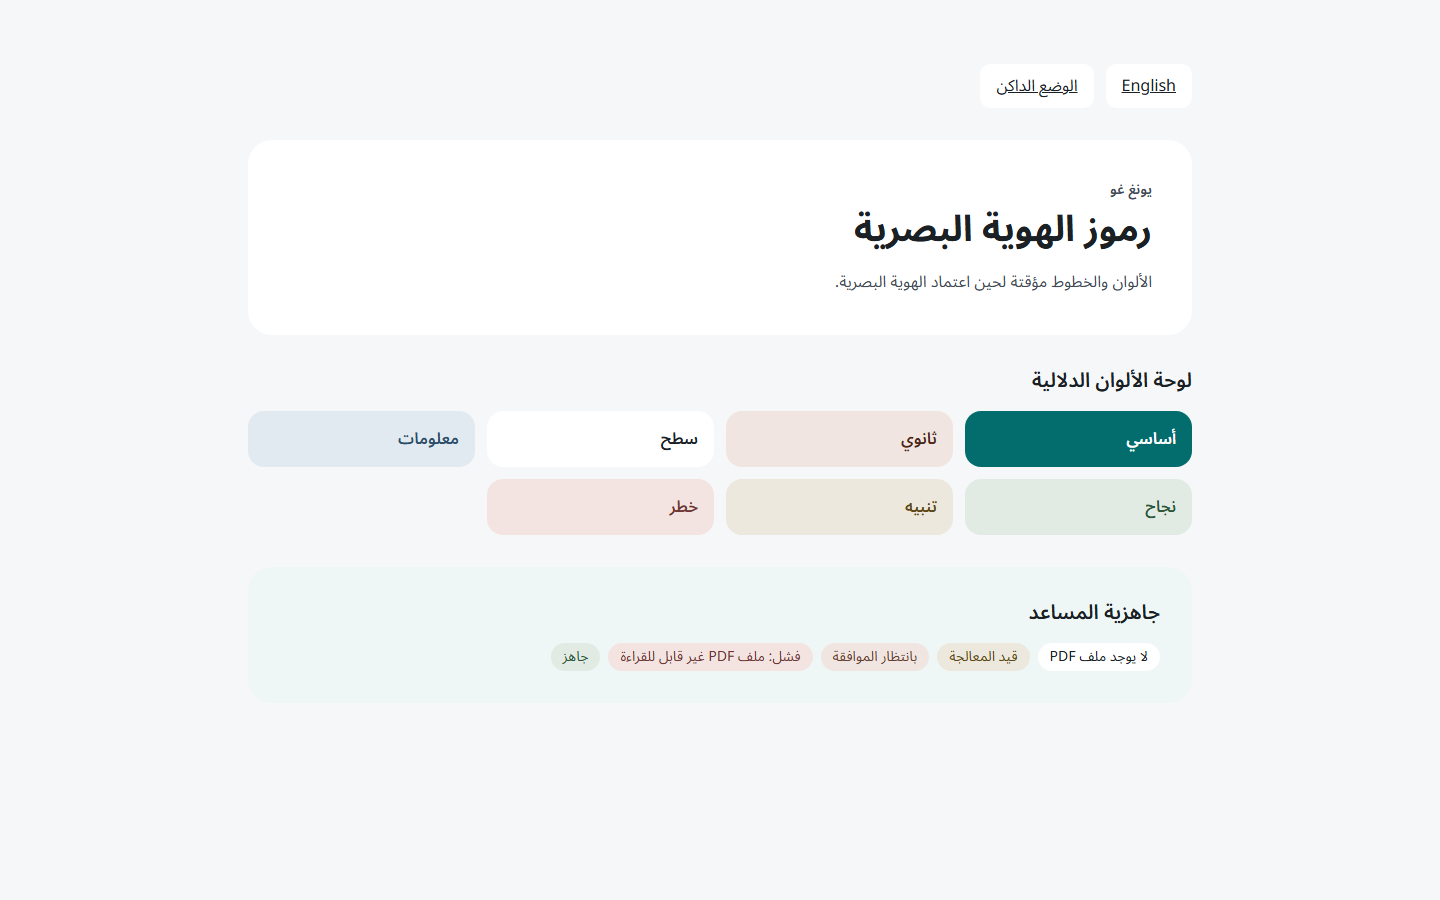 English
الوضع الداكن
يونغ غو
رموز الهوية البصرية
الألوان والخطوط مؤقتة لحين اعتماد الهوية البصرية.
لوحة الألوان الدلالية
أساسي
ثانوي
سطح
معلومات
نجاح
تنبيه
خطر
جاهزية المساعد
لا يوجد ملف PDF
قيد المعالجة
بانتظار الموافقة
فشل: ملف PDF غير قابل للقراءة
جاهز